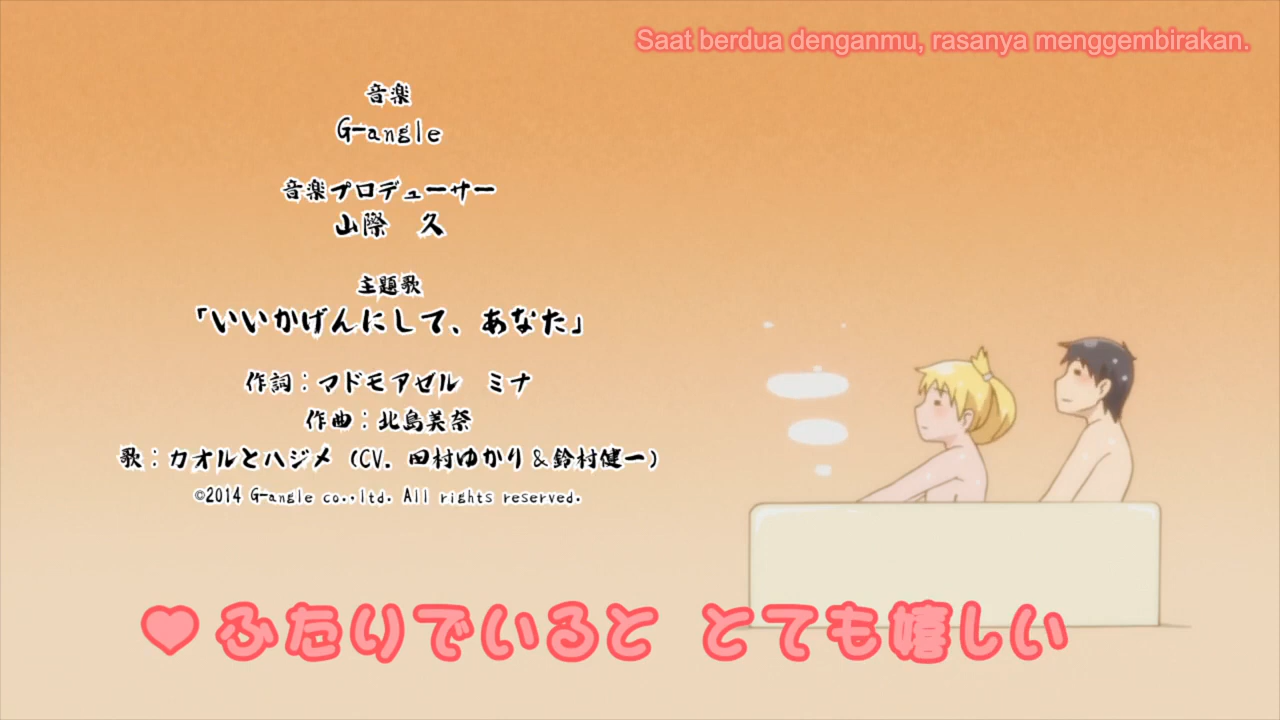 Saat berdua denganmu, rasanya menggembirakan.
音楽
G-angle
音楽プロデューサー
山際 久
主題歌
「いいかげんにして、あなた」
作詞：マドモアゼル ミナ
作曲：北島美奈
歌：カオルとハジメ（CV. 田村ゆかり＆鈴村健一）
©2014 G-angle co.,ltd. All rights reserved.
♥ふたりでいると とても嬉しい